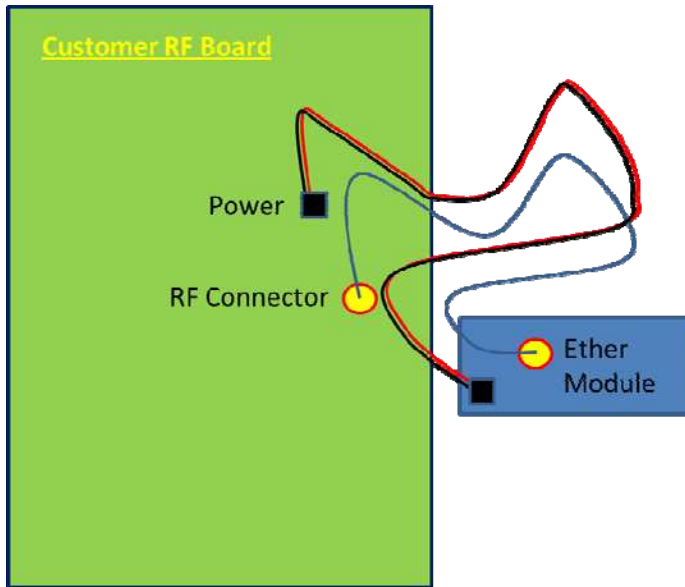 Customer RF Board
Power
RF Connector
Ether
Module